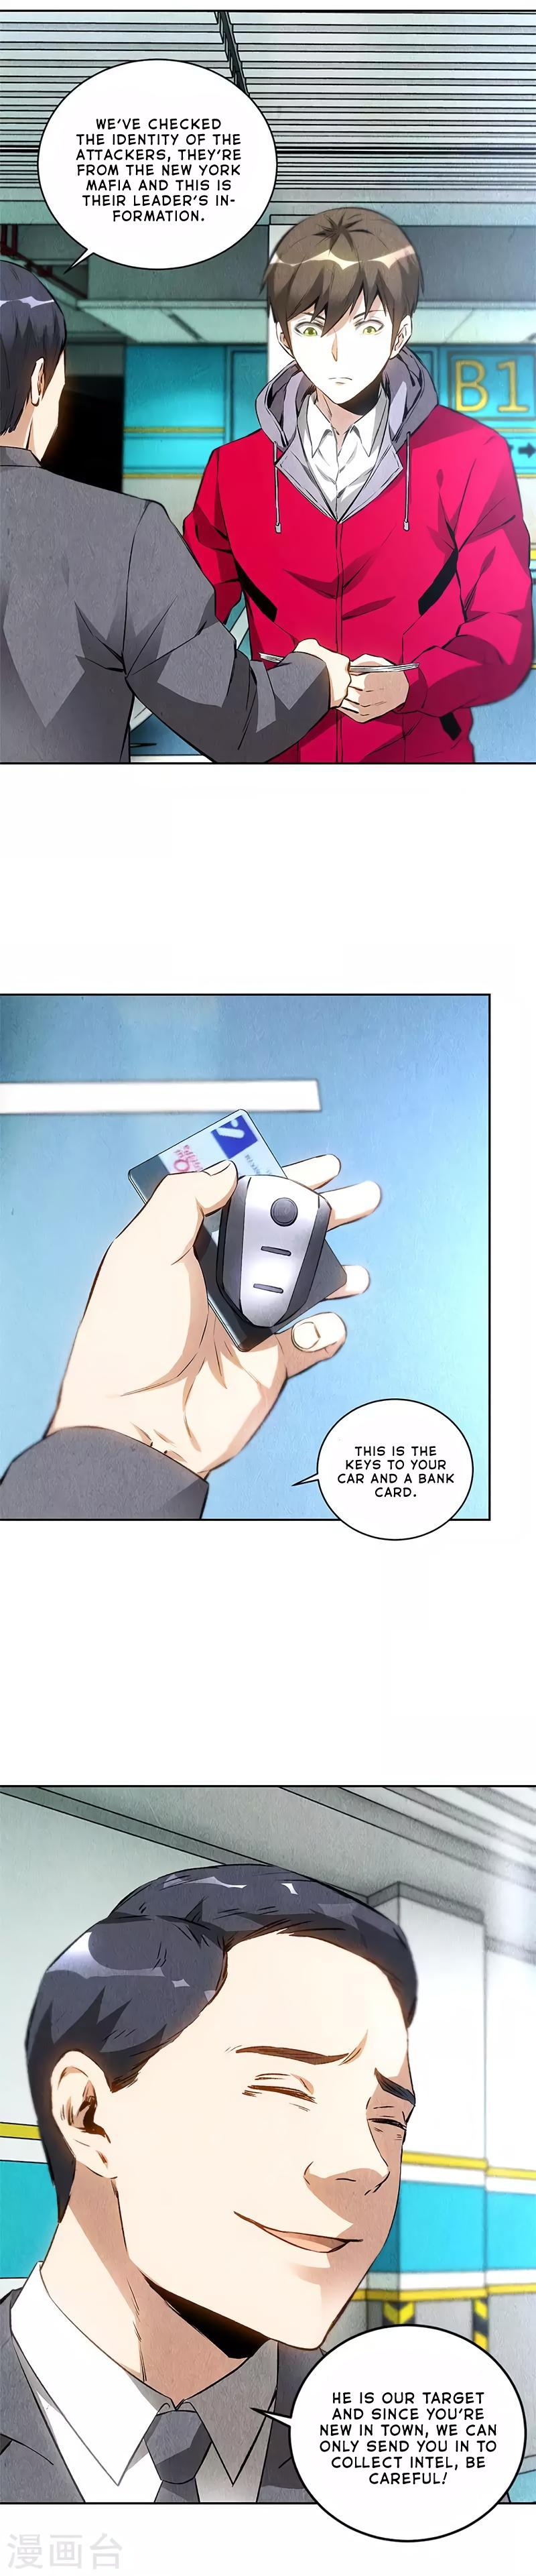 WE'VE CHECKED
THE IDENTITY OF THE
ATTACKERS, THEY'RE
FROM THE NEW YORK
MAFIA AND THIS IS
THEIR LEADER'S IN-
FORMATION.
B1
THIS IS THE
KEYS TO YOUR
CAR AND A BANK
CARD.
HE IS OUR TARGET
AND SINCE YOU'RE
NEW IN TOWN, WE CAN
ONLY SEND YOU IN TO
COLLECT INTEL, BE
CAREFUL!
漫画台